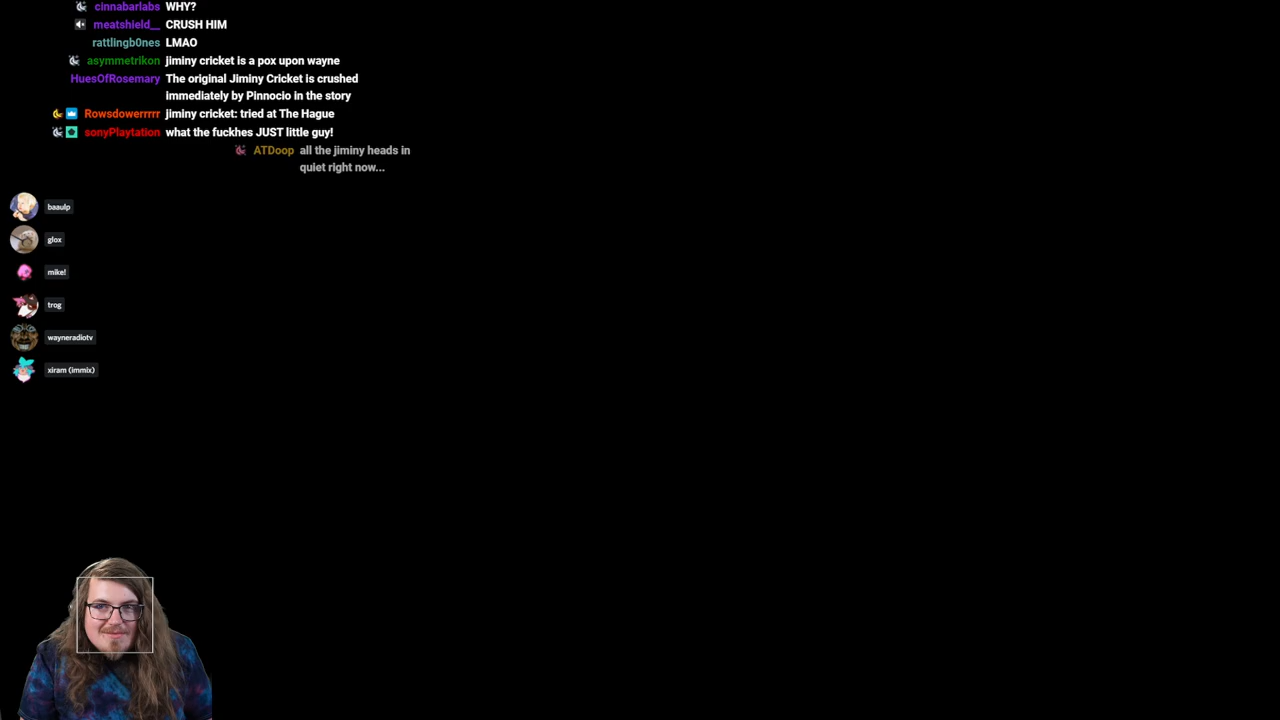 cinnabarlabs WHY?
meatshield__ CRUSH HIM
rattlingb0nes LMAO
asymmetrikon jiminy cricket is a pox upon wayne
HuesOfRosemary The original Jiminy Cricket is crushed
immediately by Pinnocio in the story
Rowsdowerrrrr jiminy cricket: tried at The Hague
sonyPlaytation what the fuckhes JUST little guy!
ATDoop all the jiminy heads in
quiet right now...
baaulp
glox
mike!
trog
wayneradiotv
xiram (immix)